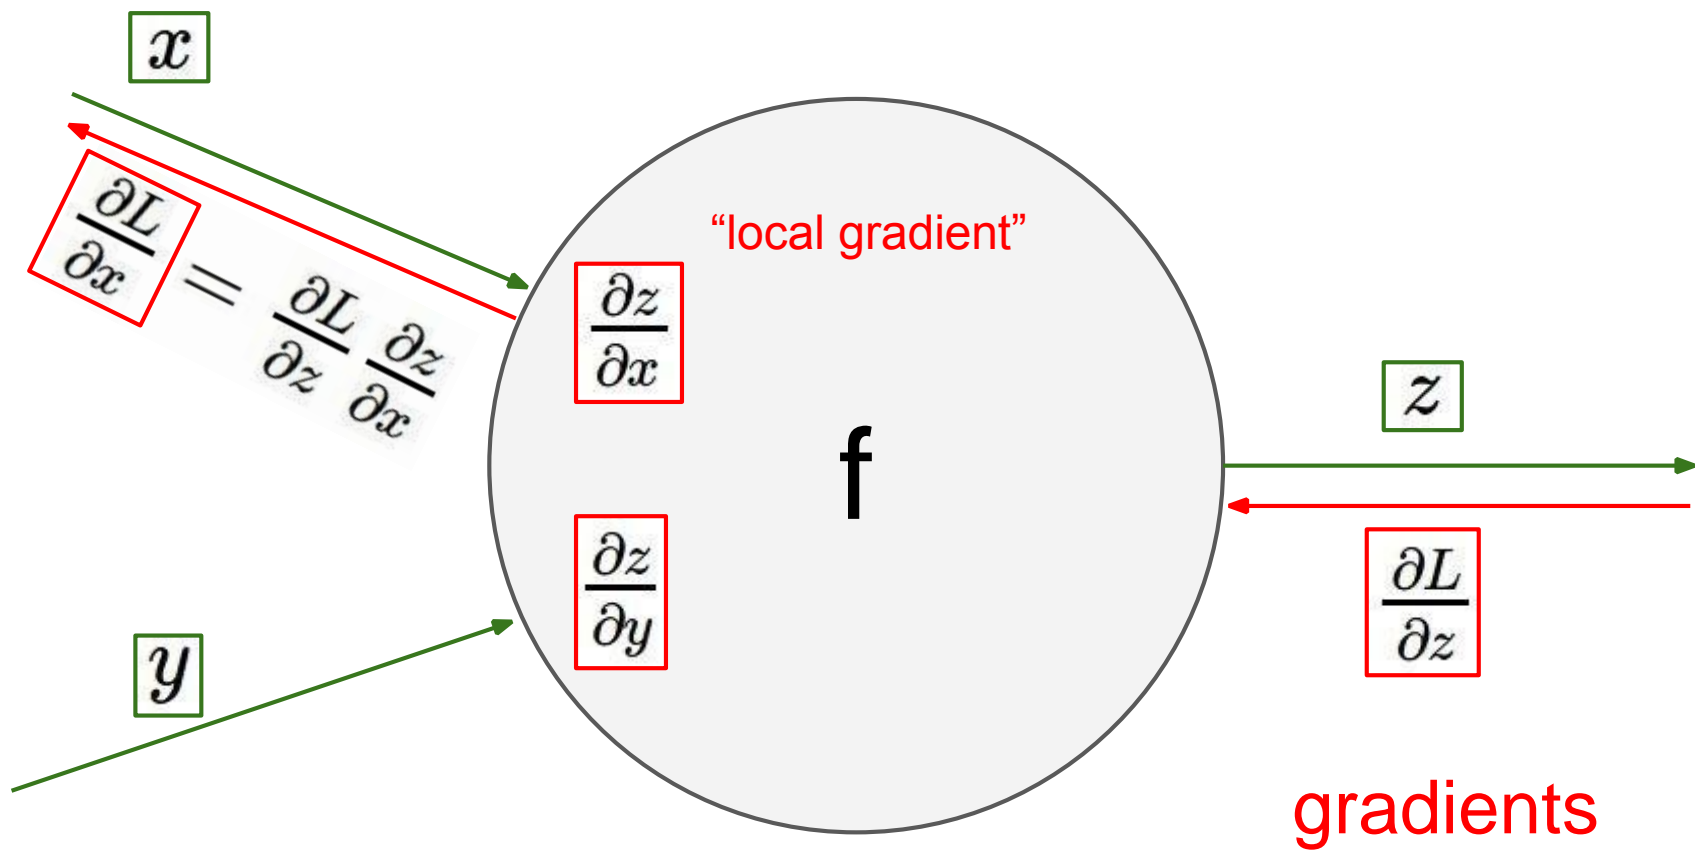 x
∂L/∂x = ∂L/∂z ∂z/∂x
“local gradient”
∂z/∂x
f
z
∂z/∂y
∂L/∂z
y
gradients